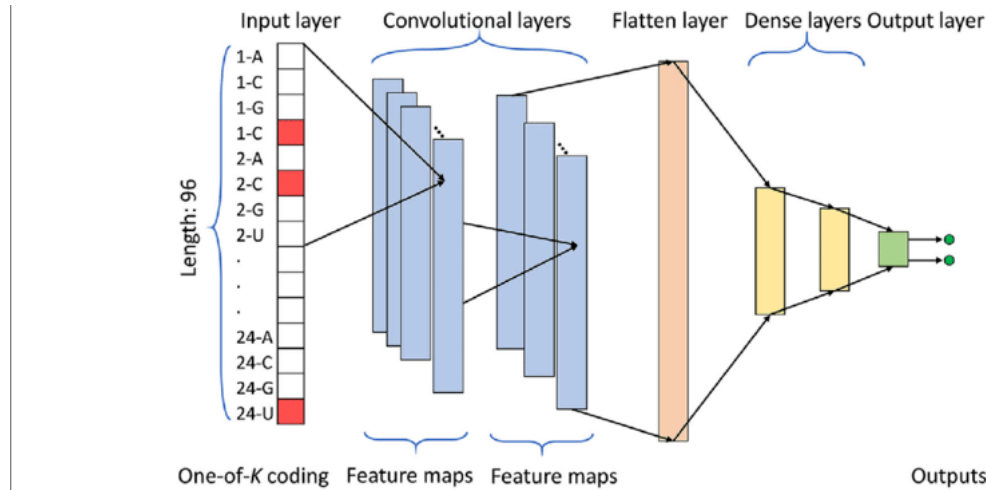 Input layer
Convolutional layers
Flatten layer
Dense layers
Output layer
Length: 96
1-A
1-C
1-G
1-C
2-A
2-C
2-G
2-U
.
.
.
24-A
24-C
24-G
24-U
One-of-K coding
Feature maps
Feature maps
Outputs